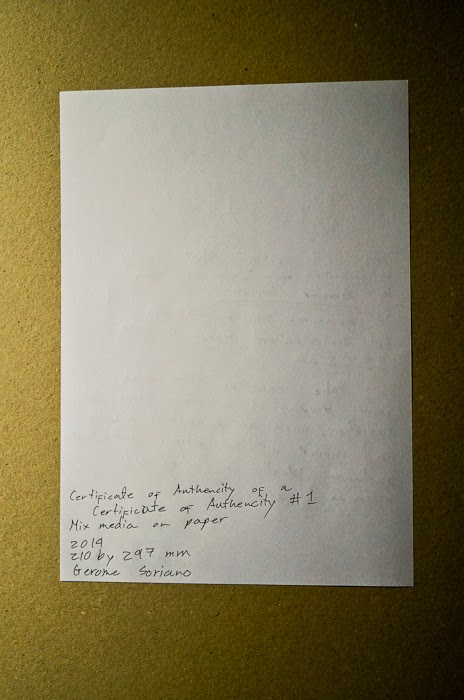 Certificate of Authencity of a
Certificate of Authencity #1
Mix media on paper
2014
210 by 297 mm
Gerome Soriano